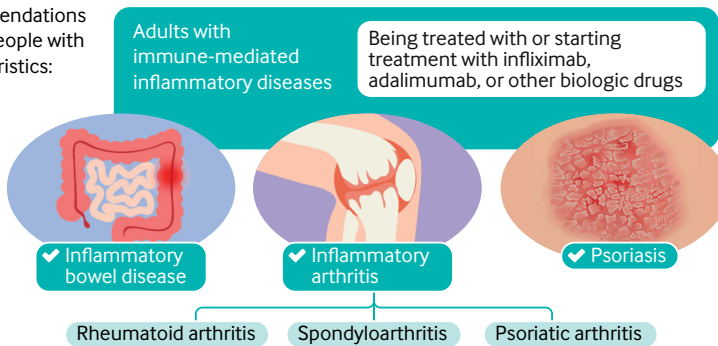 endations
eople with
ristics:
Adults with
immune-mediated
inflammatory diseases
Being treated with or starting
treatment with infliximab,
adalimumab, or other biologic drugs
Inflammatory
bowel disease
Inflammatory
arthritis
Psoriasis
Rheumatoid arthritis
Spondyloarthritis
Psoriatic arthritis